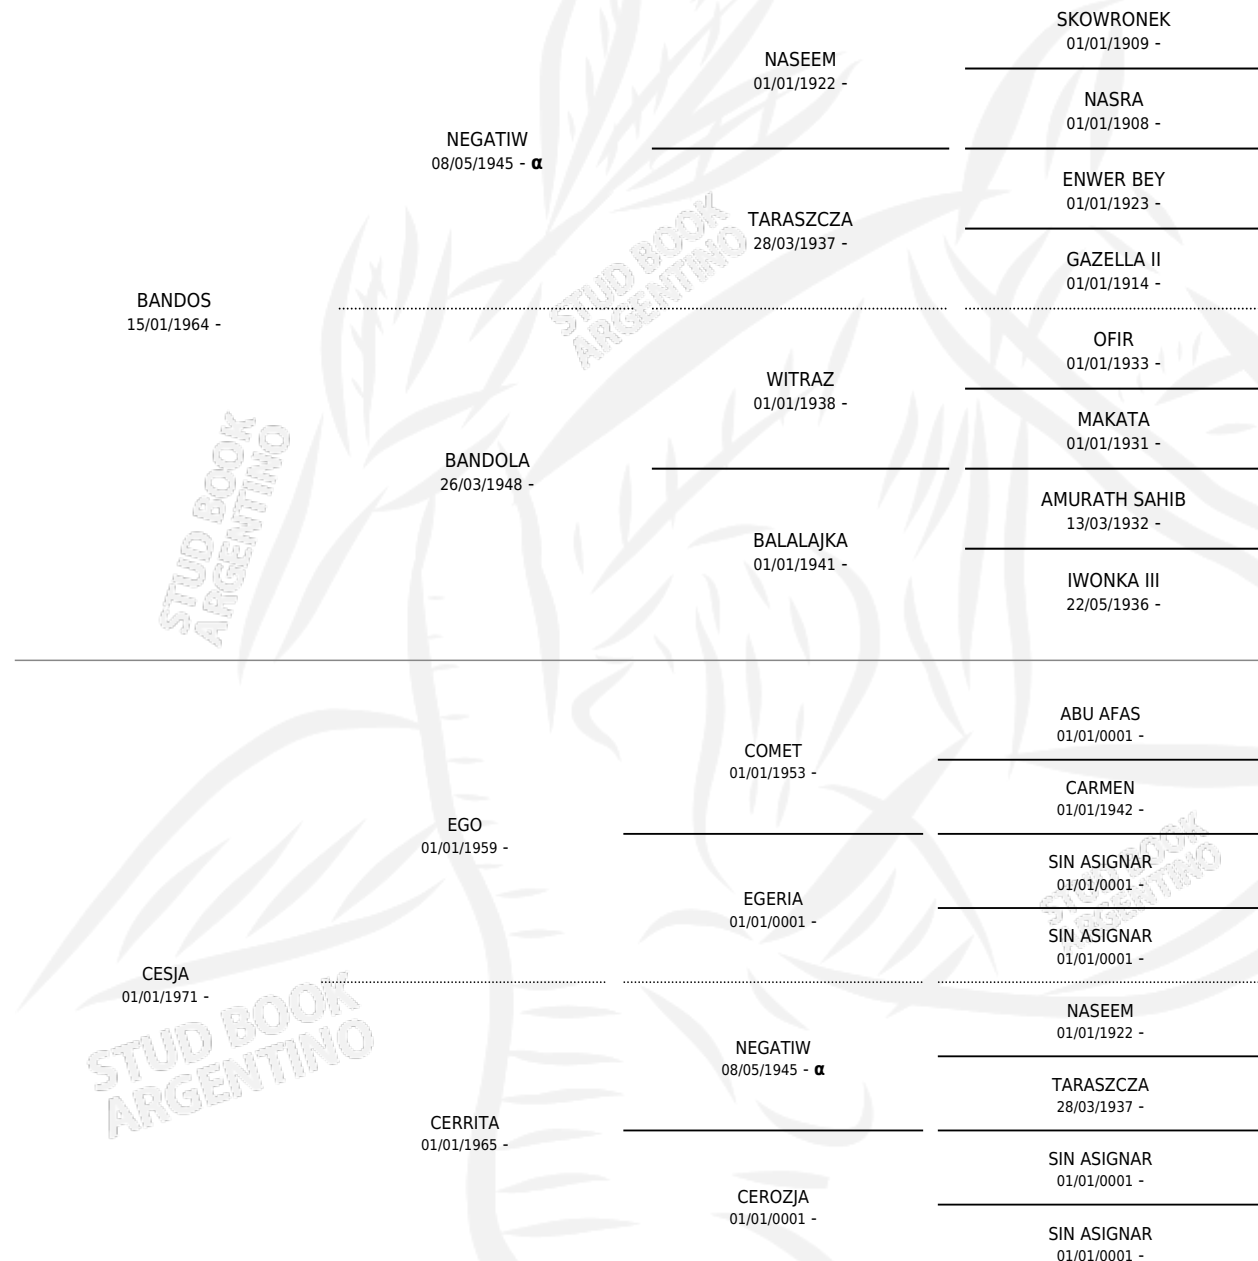 SKOWRONEK
01/01/1909 -
NASEEM
01/01/1922 -
NASRA
01/01/1908 -
NEGATIW
08/05/1945 - α
ENWER BEY
01/01/1923 -
TARASZCZA
28/03/1937 -
GAZELLA II
01/01/1914 -
BANDOS
15/01/1964 -
STUD BOOK
ARGENTINO
OFIR
01/01/1933 -
WITRAZ
01/01/1938 -
MAKATA
01/01/1931 -
BANDOLA
26/03/1948 -
STUD BOOK
ARGENTINO
AMURATH SAHIB
13/03/1932 -
BALALAJKA
01/01/1941 -
IWONKA III
22/05/1936 -
ABU AFAS
01/01/0001 -
COMET
01/01/1953 -
CARMEN
01/01/1942 -
EGO
01/01/1959 -
SIN ASIGNAR
01/01/0001 -
STUD BOOK
ARGENTINO
EGERIA
01/01/0001 -
SIN ASIGNAR
01/01/0001 -
CESJA
01/01/1971 -
STUD BOOK
ARGENTINO
NASEEM
01/01/1922 -
NEGATIW
08/05/1945 - α
TARASZCZA
28/03/1937 -
CERRITA
01/01/1965 -
SIN ASIGNAR
01/01/0001 -
CEROZJA
01/01/0001 -
SIN ASIGNAR
01/01/0001 -